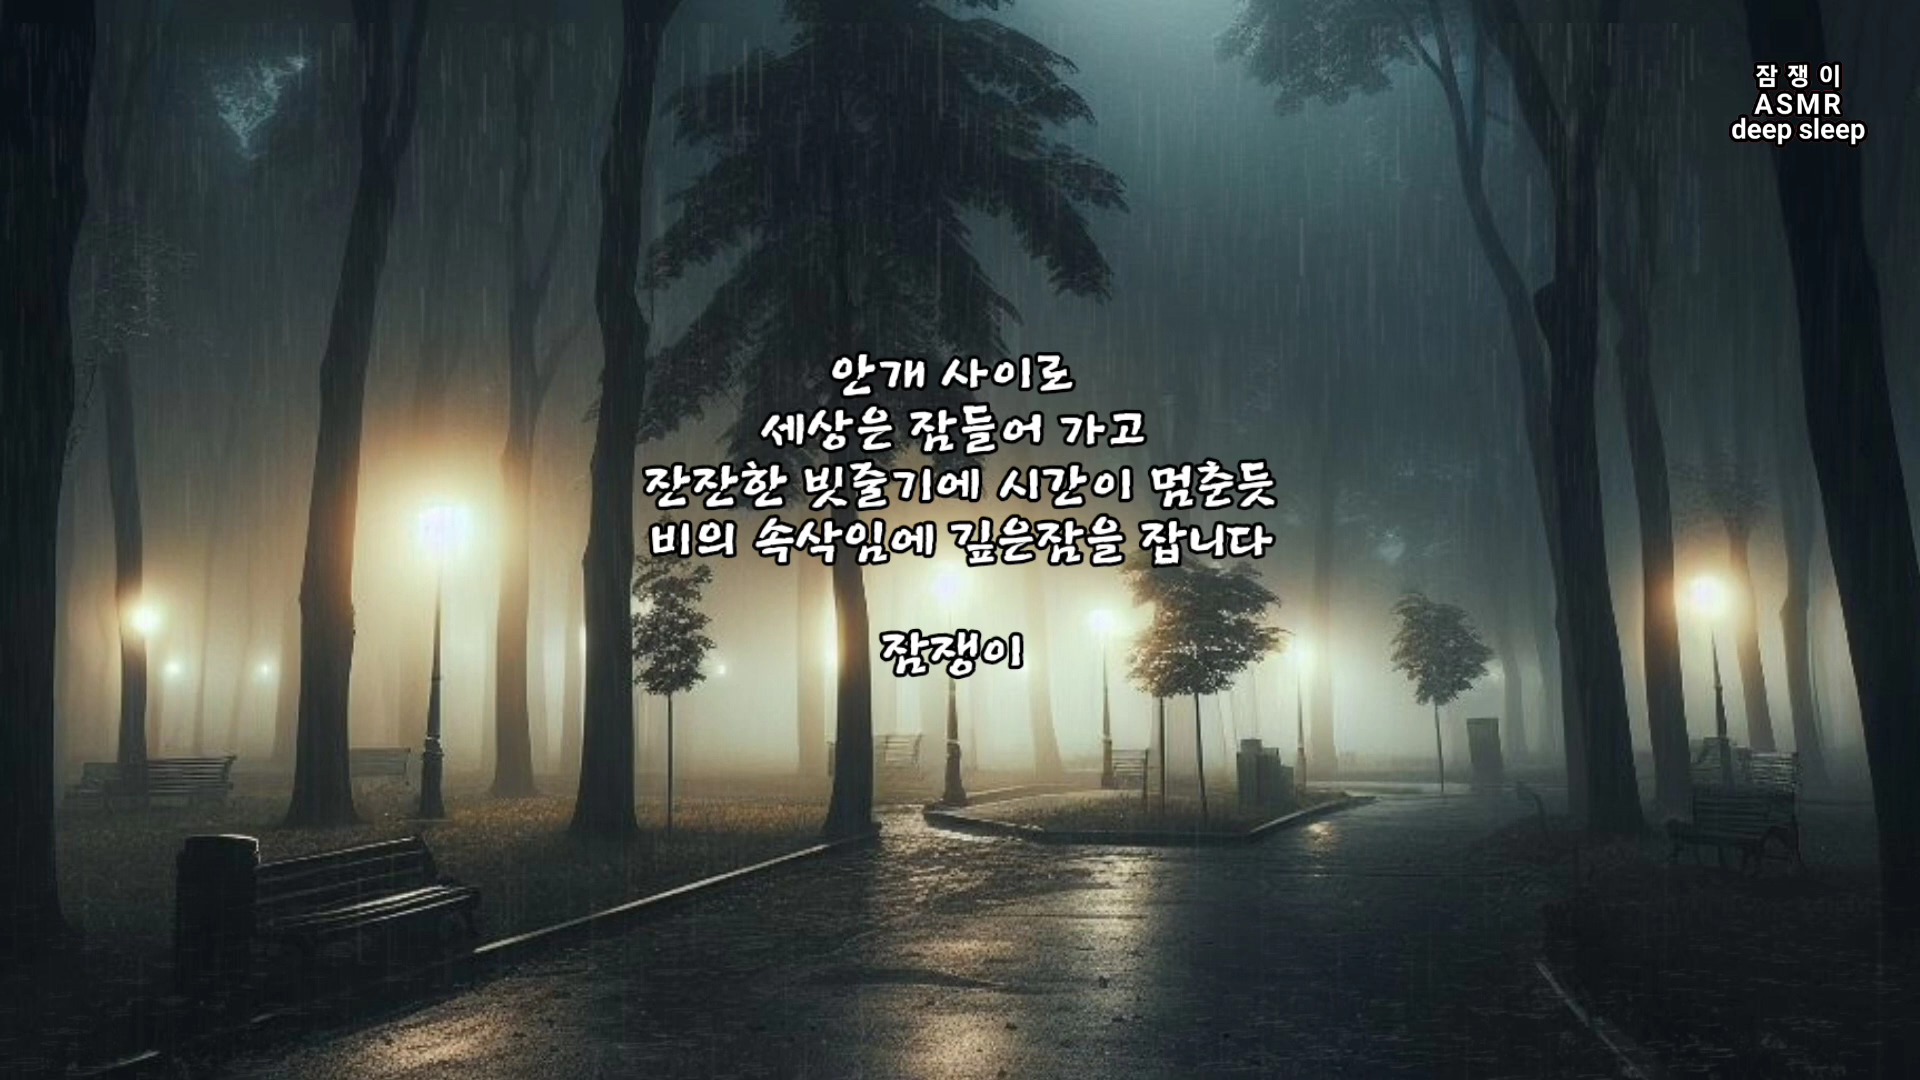 잠쟁이
ASMR
deep sleep
안개 사이로
세상은 잠들어 가고
잔잔한 빗줄기에 시간이 멈춘듯
비의 속삭임에 깊은잠을 잡니다
잠쟁이